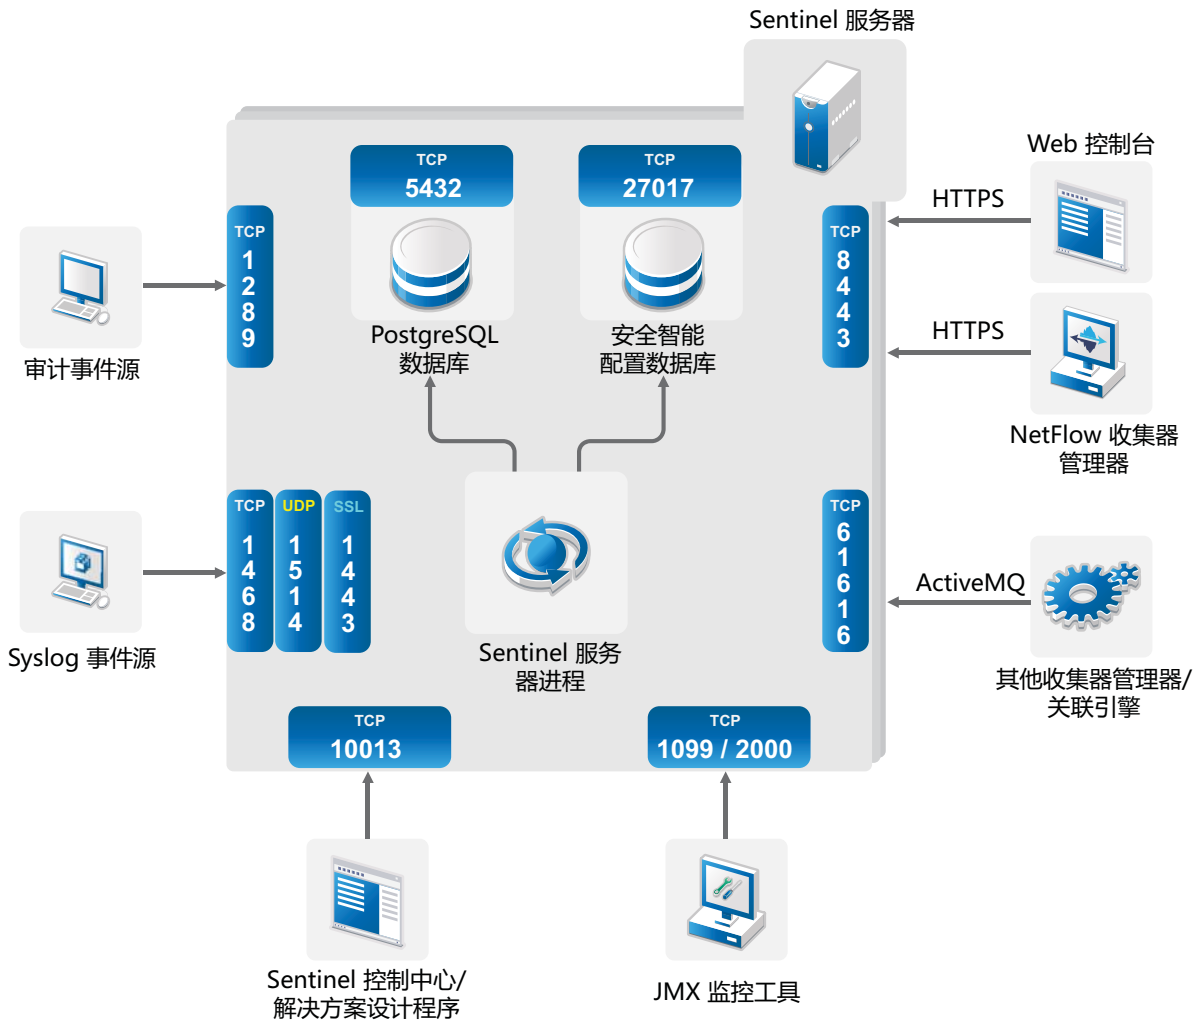 Sentinel 服务器
TCP
5432
PostgreSQL
数据库
TCP
27017
安全智能
配置数据库
TCP
1
2
8
9
审计事件源
TCP
8
4
4
3
HTTPS
Web 控制台
HTTPS
NetFlow 收集器
管理器
TCP
1
4
6
8
UDP
1
5
1
4
SSL
1
4
4
3
Syslog 事件源
Sentinel 服务
器进程
TCP
6
1
6
1
6
ActiveMQ
其他收集器管理器/
关联引擎
TCP
10013
Sentinel 控制中心/
解决方案设计程序
TCP
1099 / 2000
JMX 监控工具